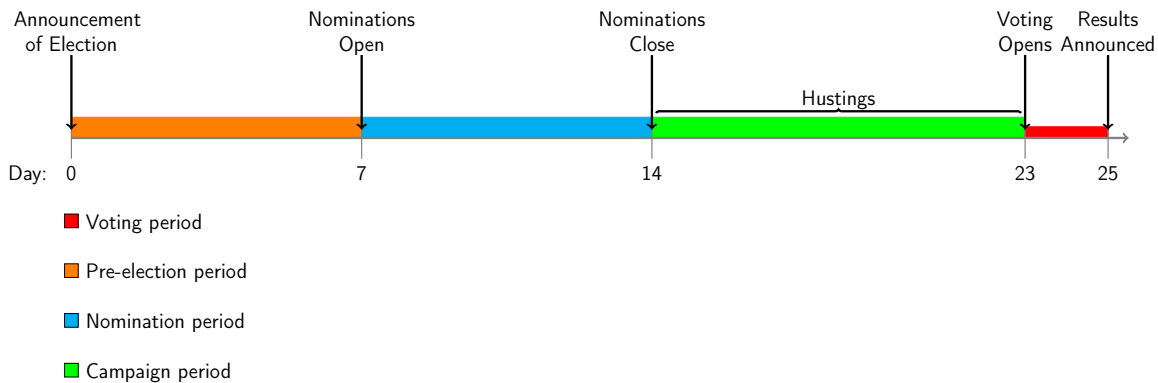 Announcement
of Election
Nominations
Open
Nominations
Close
Voting
Opens
Results
Announced
Hustings
Day: 0 7 14 23 25
Voting period
Pre-election period
Nomination period
Campaign period